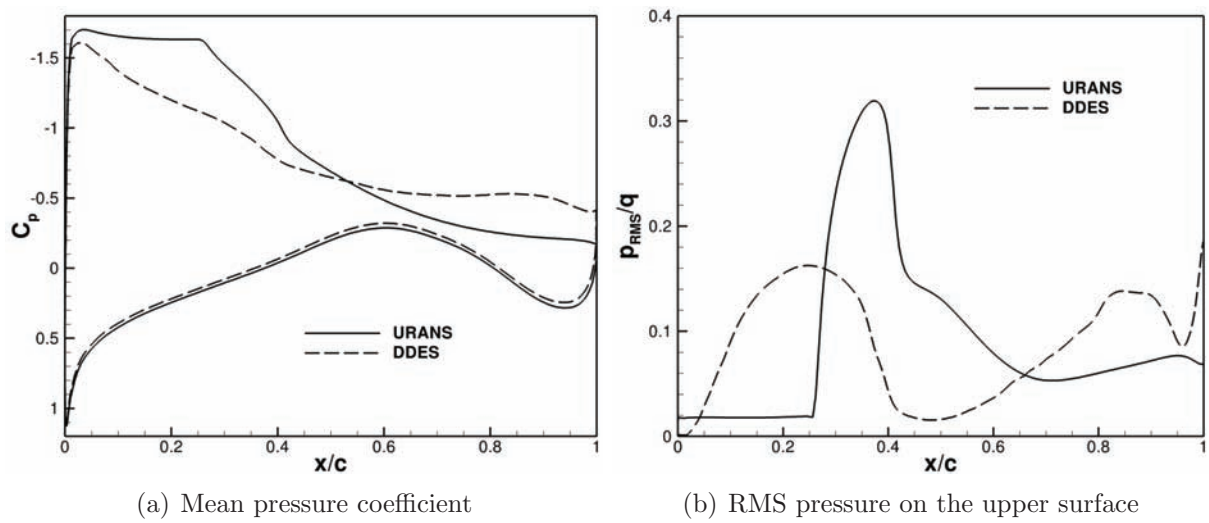 -1.5
-1
-0.5
0
0.5
1
C_p
URANS
DDES
0
0.2
0.4
0.6
0.8
1
x/c
(a) Mean pressure coefficient
0.4
0.3
0.2
0.1
0
p_RMS/q
URANS
DDES
0
0.2
0.4
0.6
0.8
1
x/c
(b) RMS pressure on the upper surface